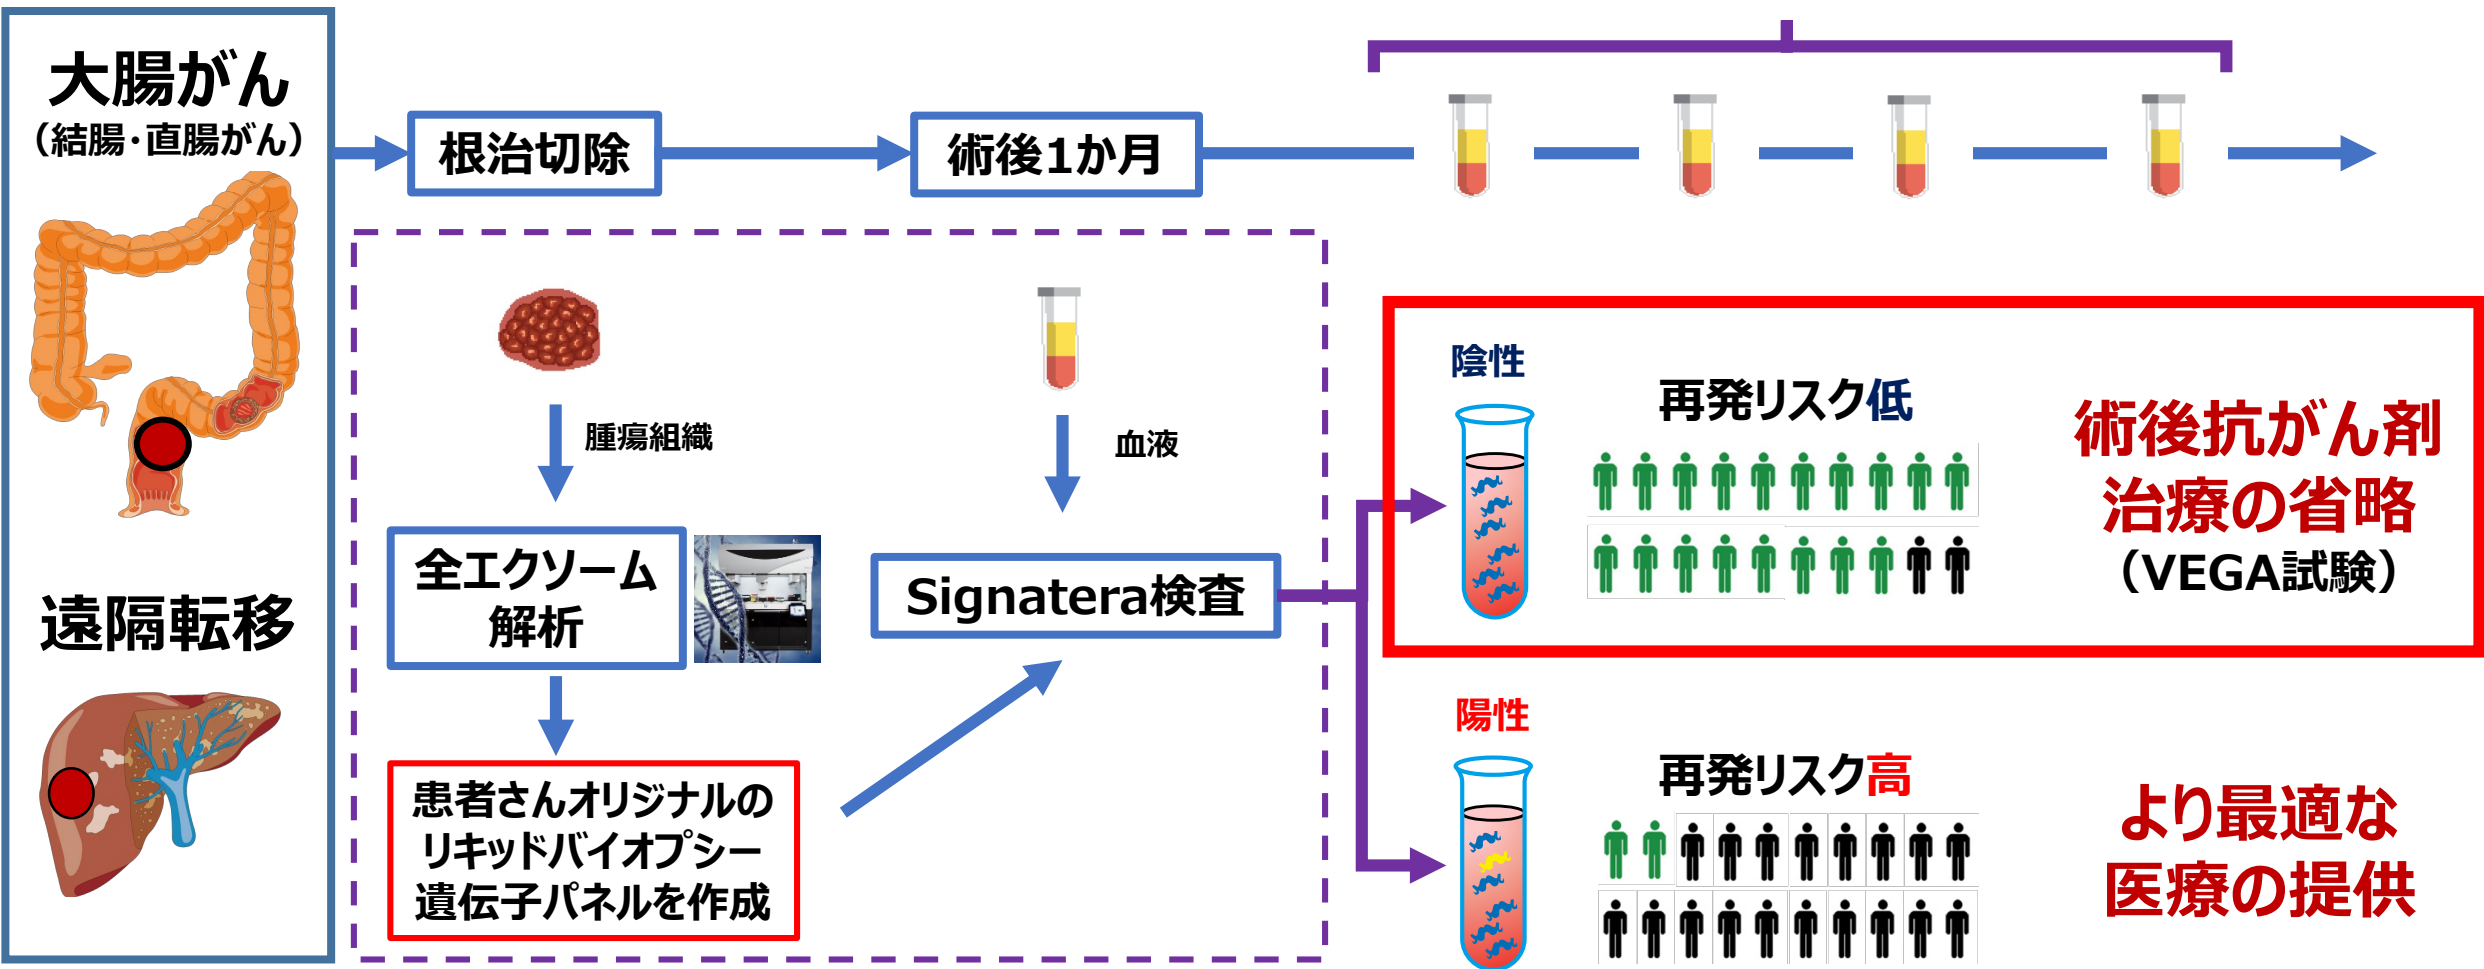 大腸がん
（結腸・直腸がん）
遠隔転移
根治切除
術後1か月
腫瘍組織
血液
全エクソーム
解析
Signatera検査
患者さんオリジナルの
リキッドバイオプシー
遺伝子パネルを作成
陰性
再発リスク低
術後抗がん剤
治療の省略
（VEGA試験）
陽性
再発リスク高
より最適な
医療の提供